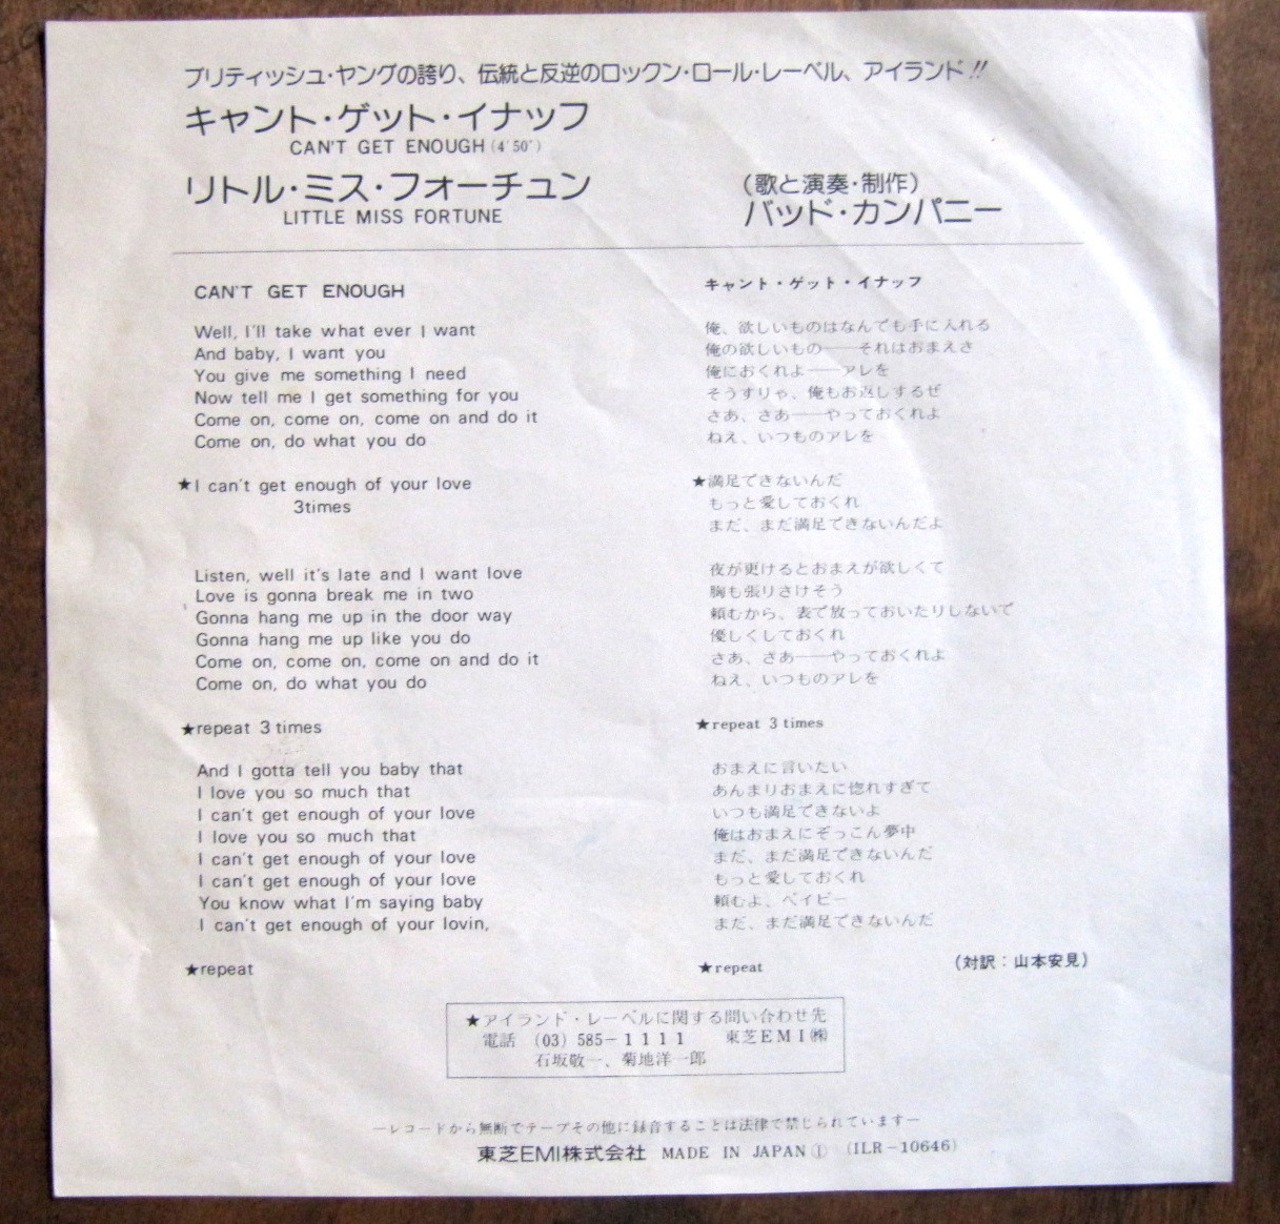 ブリティッシュ・ヤングの誇り、伝統と反逆のロックン・ロール・レーベル、アイランド!!
キャント・ゲット・イナッフ
CAN'T GET ENOUGH (4'50")
リトル・ミス・フォーチュン
LITTLE MISS FORTUNE
(歌と演奏・制作)
バッド・カンパニー
CAN'T GET ENOUGH
Well, I'll take what ever I want
And baby, I want you
You give me something I need
Now tell me I get something for you
Come on, come on, come on and do it
Come on, do what you do
★I can't get enough of your love
3times
Listen, well it's late and I want love
Love is gonna break me in two
Gonna hang me up in the door way
Gonna hang me up like you do
Come on, come on, come on and do it
Come on, do what you do
★repeat 3 times
And I gotta tell you baby that
I love you so much that
I can't get enough of your love
I love you so much that
I can't get enough of your love
I can't get enough of your love
You know what I'm saying baby
I can't get enough of your lovin,
★repeat
キャント・ゲット・イナッフ
俺、欲しいものはなんでも手に入れる
俺の欲しいもの——それはおまえさ
俺におくれよ——アレを
そうすりゃ、俺もお返しするぜ
さあ、さあ——やっておくれよ
ねえ、いつものアレを
★満足できないんだ
もっと愛しておくれ
まだ、まだ満足できないんだよ
夜が更けるとおまえが欲しくて
胸も張りさけそう
頼むから、表で放っておいたりしないで
優しくしておくれ
さあ、さあ——やっておくれよ
ねえ、いつものアレを
★repeat 3 times
おまえに言いたい
あんまりおまえに惚れすぎて
いつも満足できないよ
俺はおまえにぞっこん夢中
まだ、まだ満足できないんだ
もっと愛しておくれ
頼むよ、ベイビー
まだ、まだ満足できないんだ
★repeat
(対訳：山本安見)
★アイランド・レーベルに関する問い合わせ先
電話 (03) 585−1111 東芝EMI㈱
石坂敬一、菊地洋一郎
—レコードから無断でテープその他に録音することは法律で禁じられています—
東芝EMI株式会社 MADE IN JAPAN① (ILR−10646)